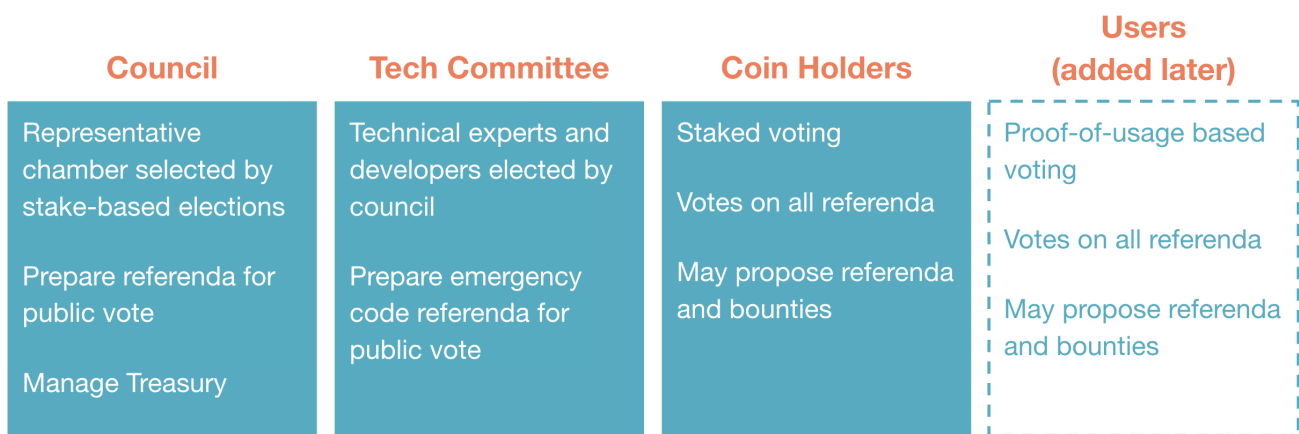 Council
Representative
chamber selected by
stake-based elections
Prepare referenda for
public vote
Manage Treasury
Tech Committee
Technical experts and
developers elected by
council
Prepare emergency
code referenda for
public vote
Coin Holders
Staked voting
Votes on all referenda
May propose referenda
and bounties
Users
(added later)
Proof-of-usage based
voting
Votes on all referenda
May propose referenda
and bounties